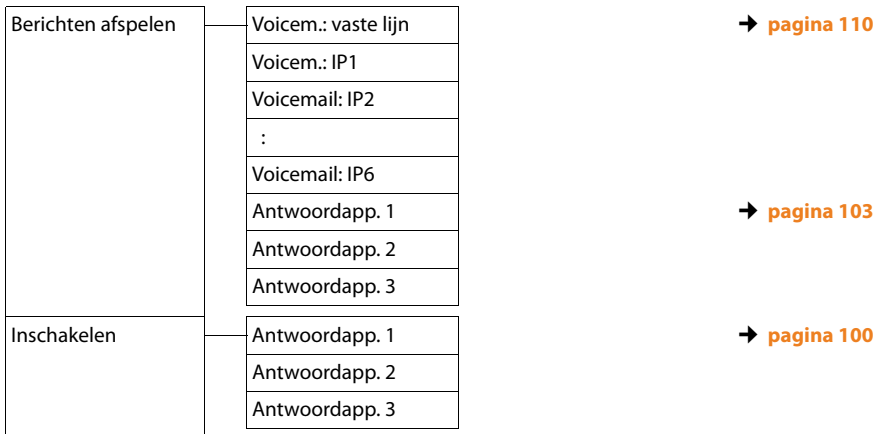 Berichten afspelen Voicem.: vaste lijn ➔ pagina 110
Voicem.: IP1
Voicemail: IP2
:
Voicemail: IP6
Antwoordapp. 1 ➔ pagina 103
Antwoordapp. 2
Antwoordapp. 3
Inschakelen Antwoordapp. 1 ➔ pagina 100
Antwoordapp. 2
Antwoordapp. 3